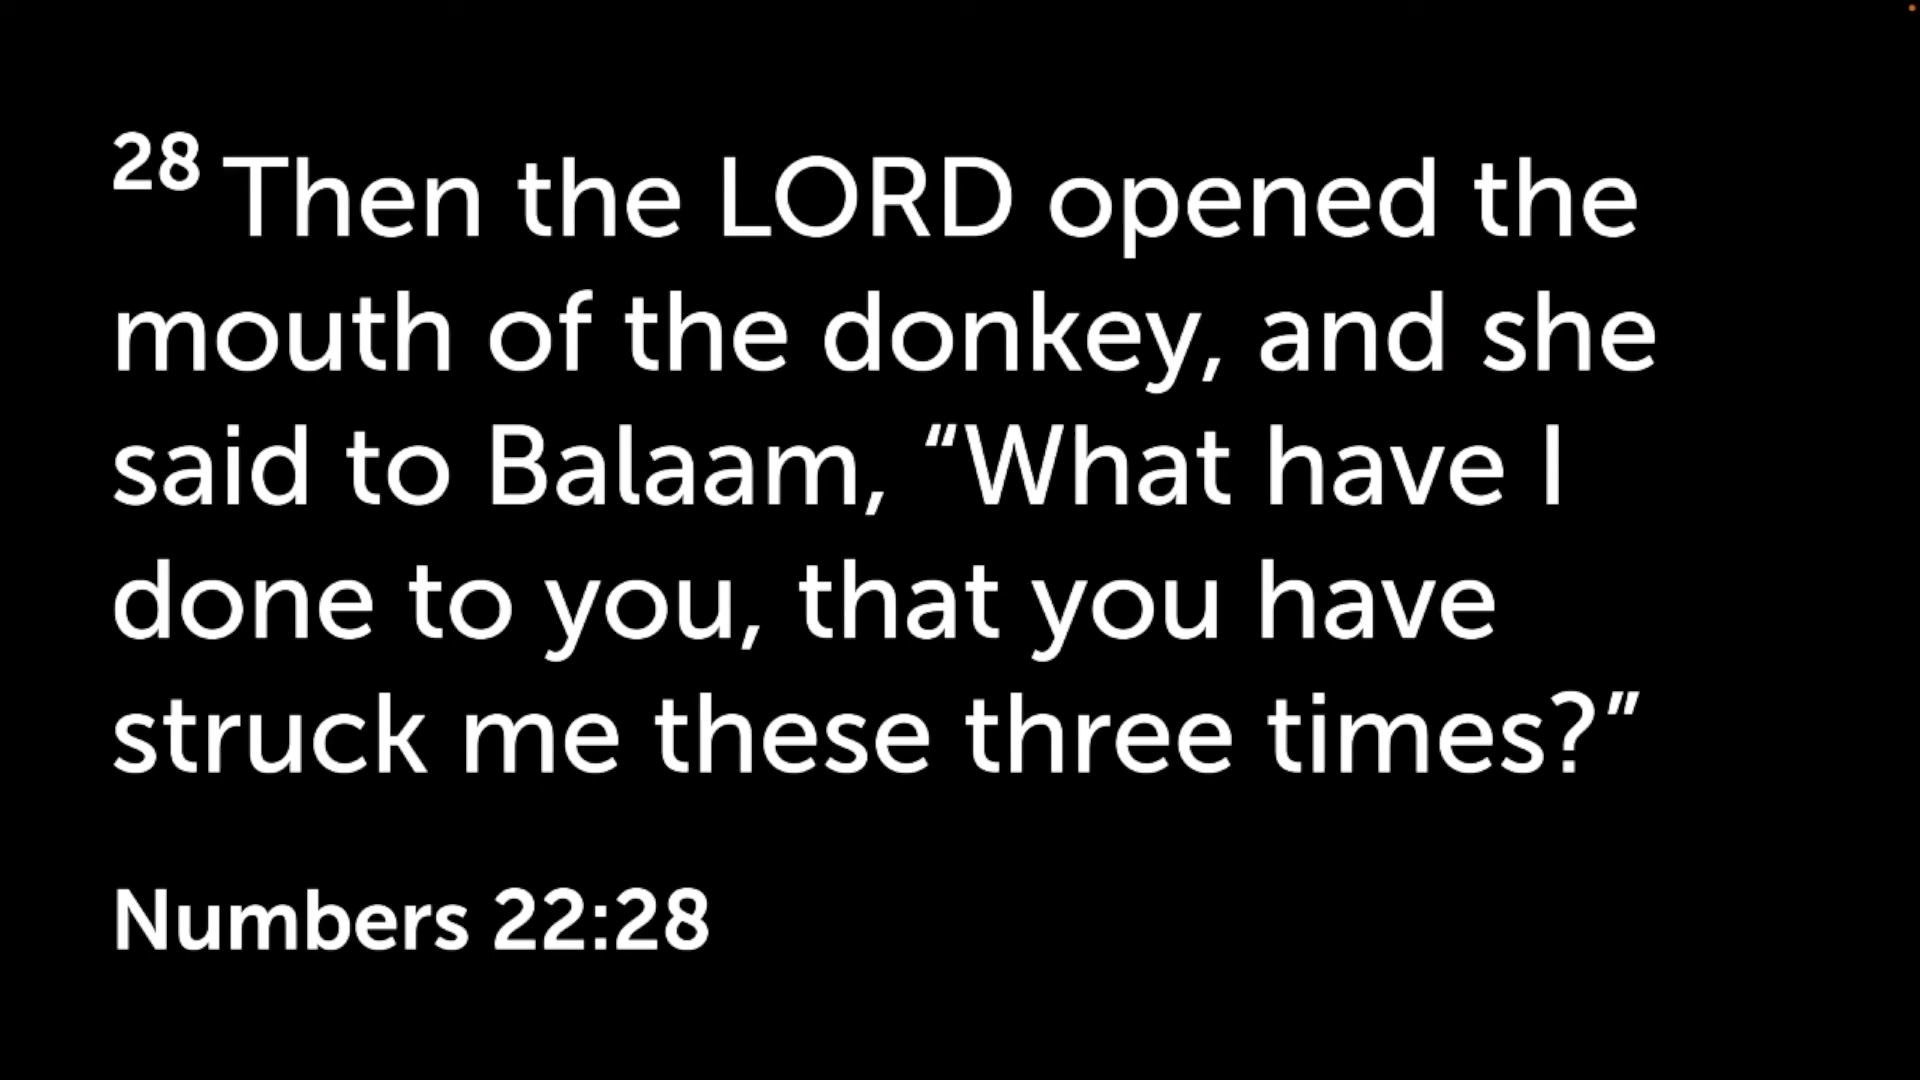 28 Then the LORD opened the
mouth of the donkey, and she
said to Balaam, “What have I
done to you, that you have
struck me these three times?”
Numbers 22:28